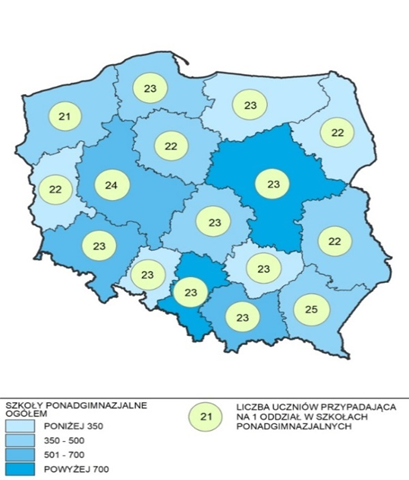 23
23
21
22
22
22
24
23
23
23
22
23
23
23
23
25
SZKOŁY PONADGIMNAZJALNE
OGÓŁEM
PONIŻEJ 350
350 - 500
501 - 700
POWYŻEJ 700
21
LICZBA UCZNIÓW PRZYPADAJĄCA
NA 1 ODDZIAŁ W SZKOŁACH
PONADGIMNAZJALNYCH